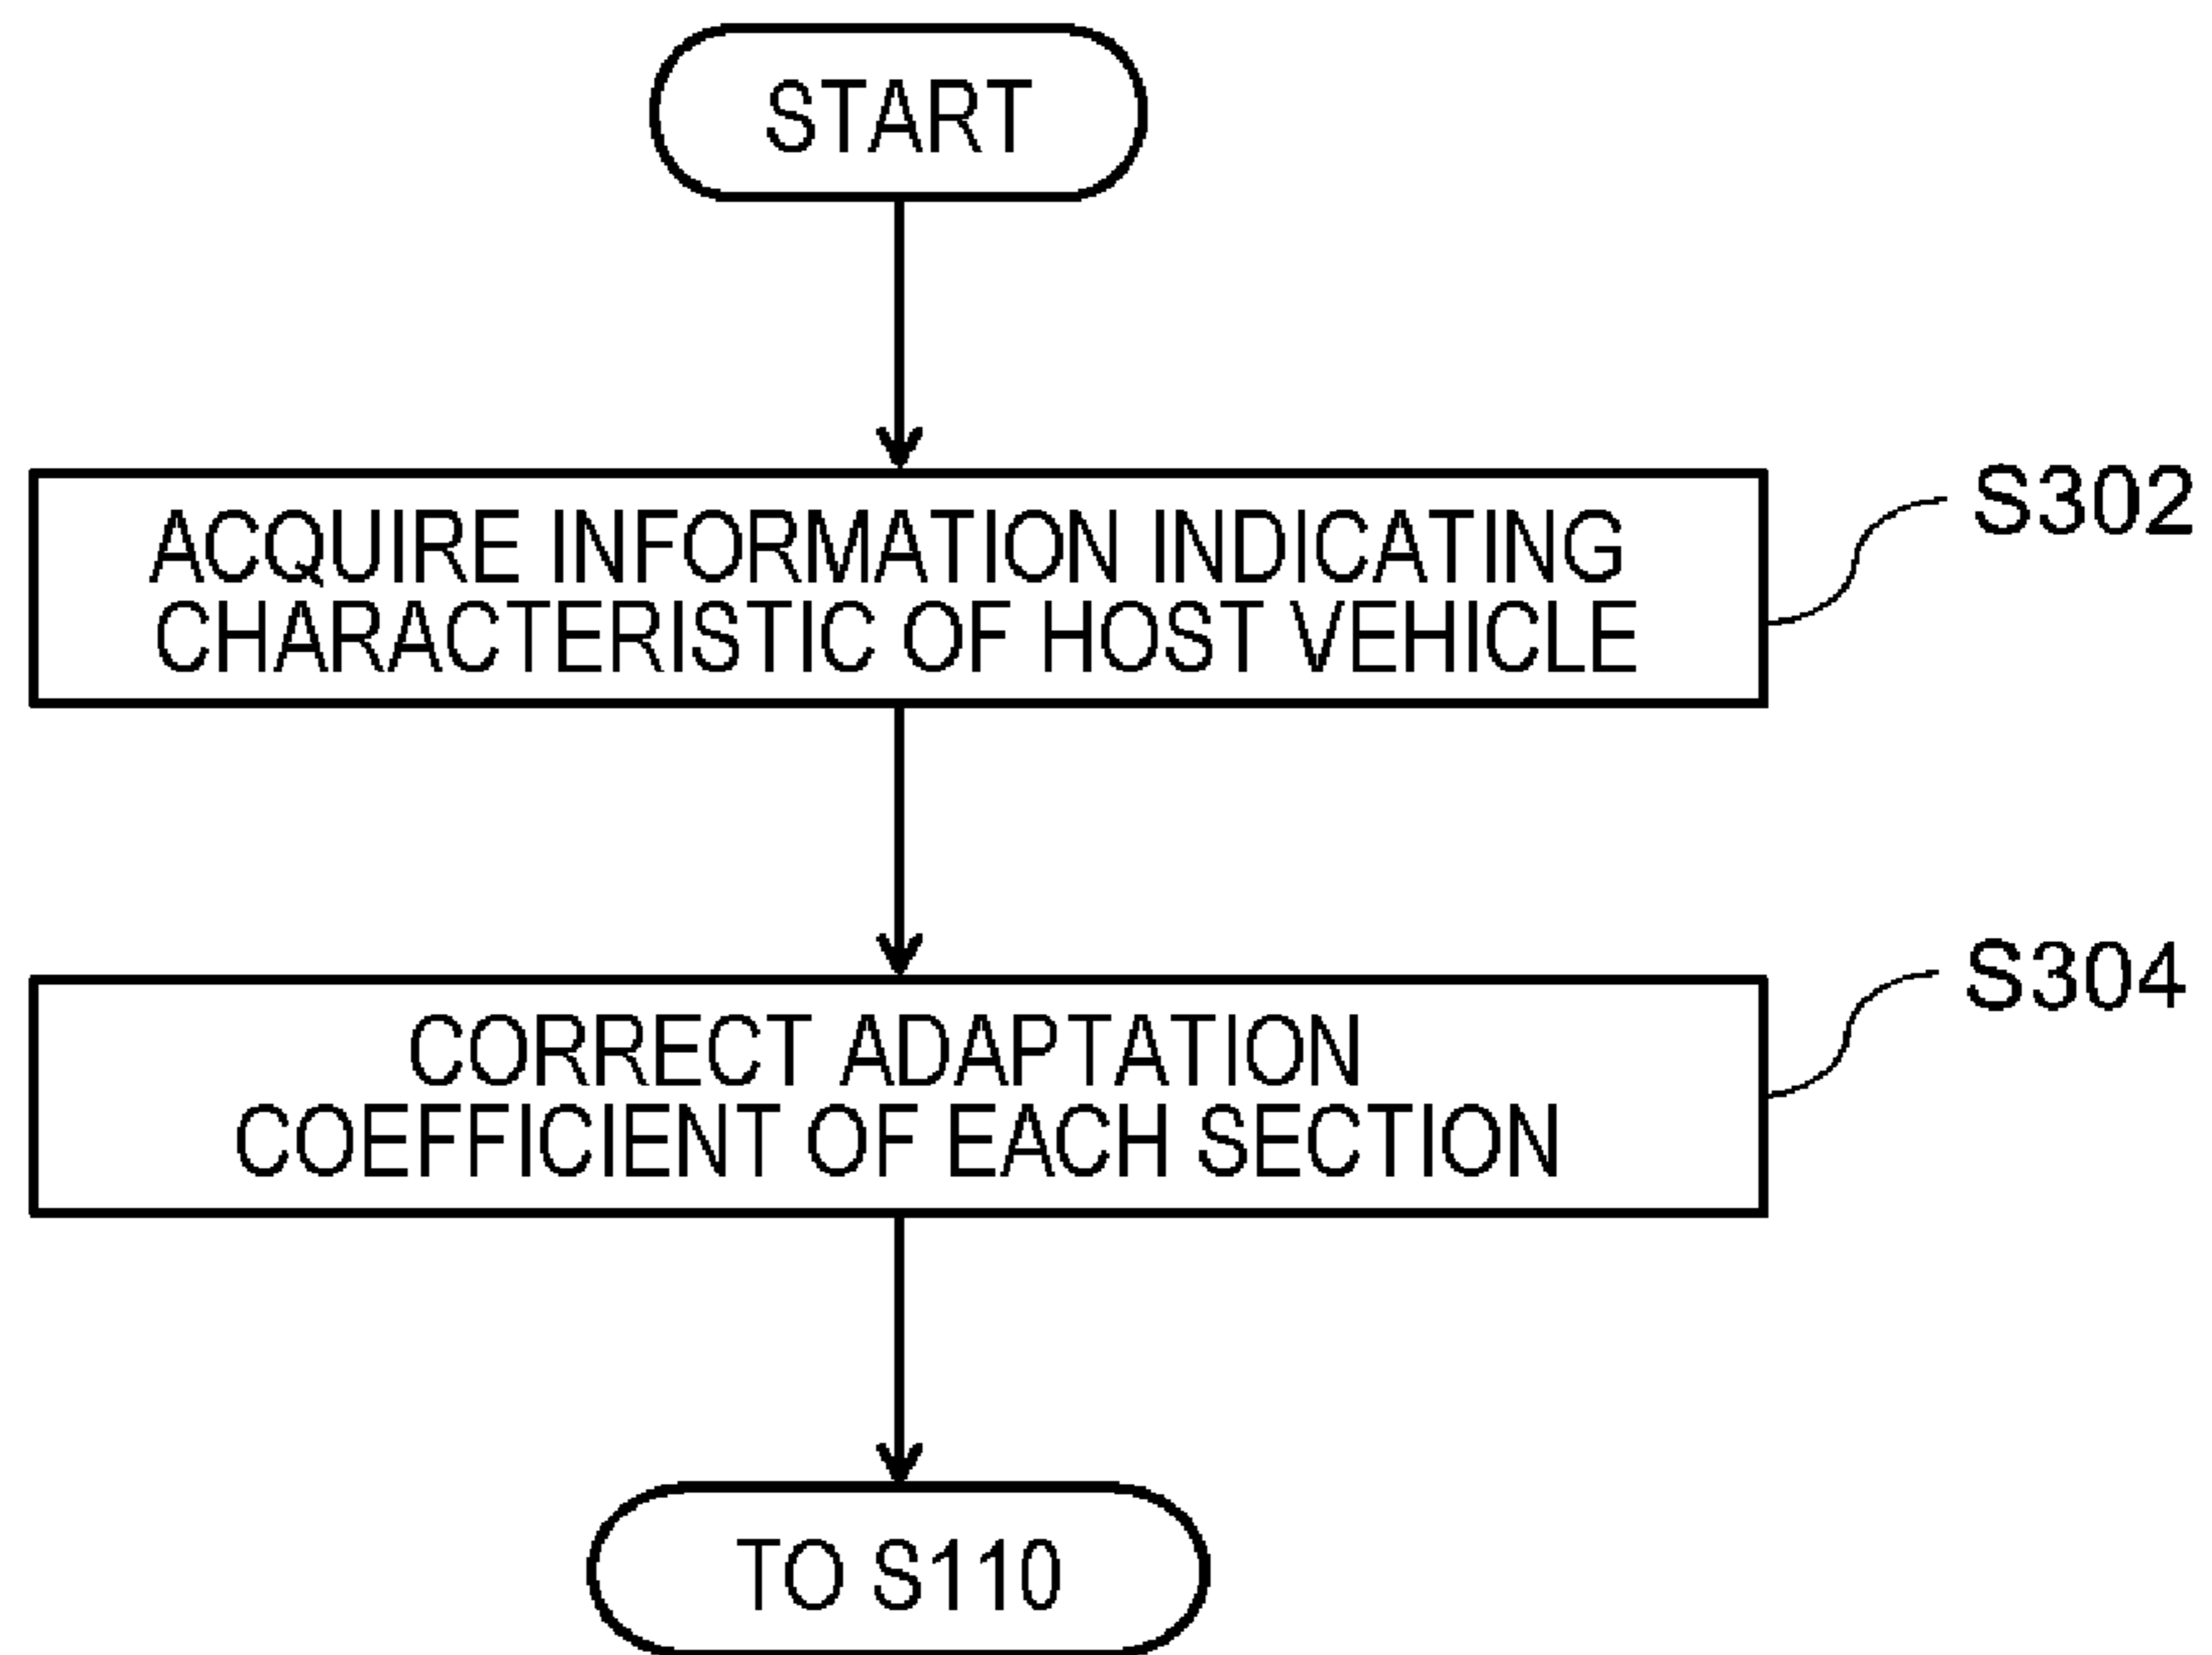 START
ACQUIRE INFORMATION INDICATING
CHARACTERISTIC OF HOST VEHICLE
S302
CORRECT ADAPTATION
COEFFICIENT OF EACH SECTION
S304
TO S110